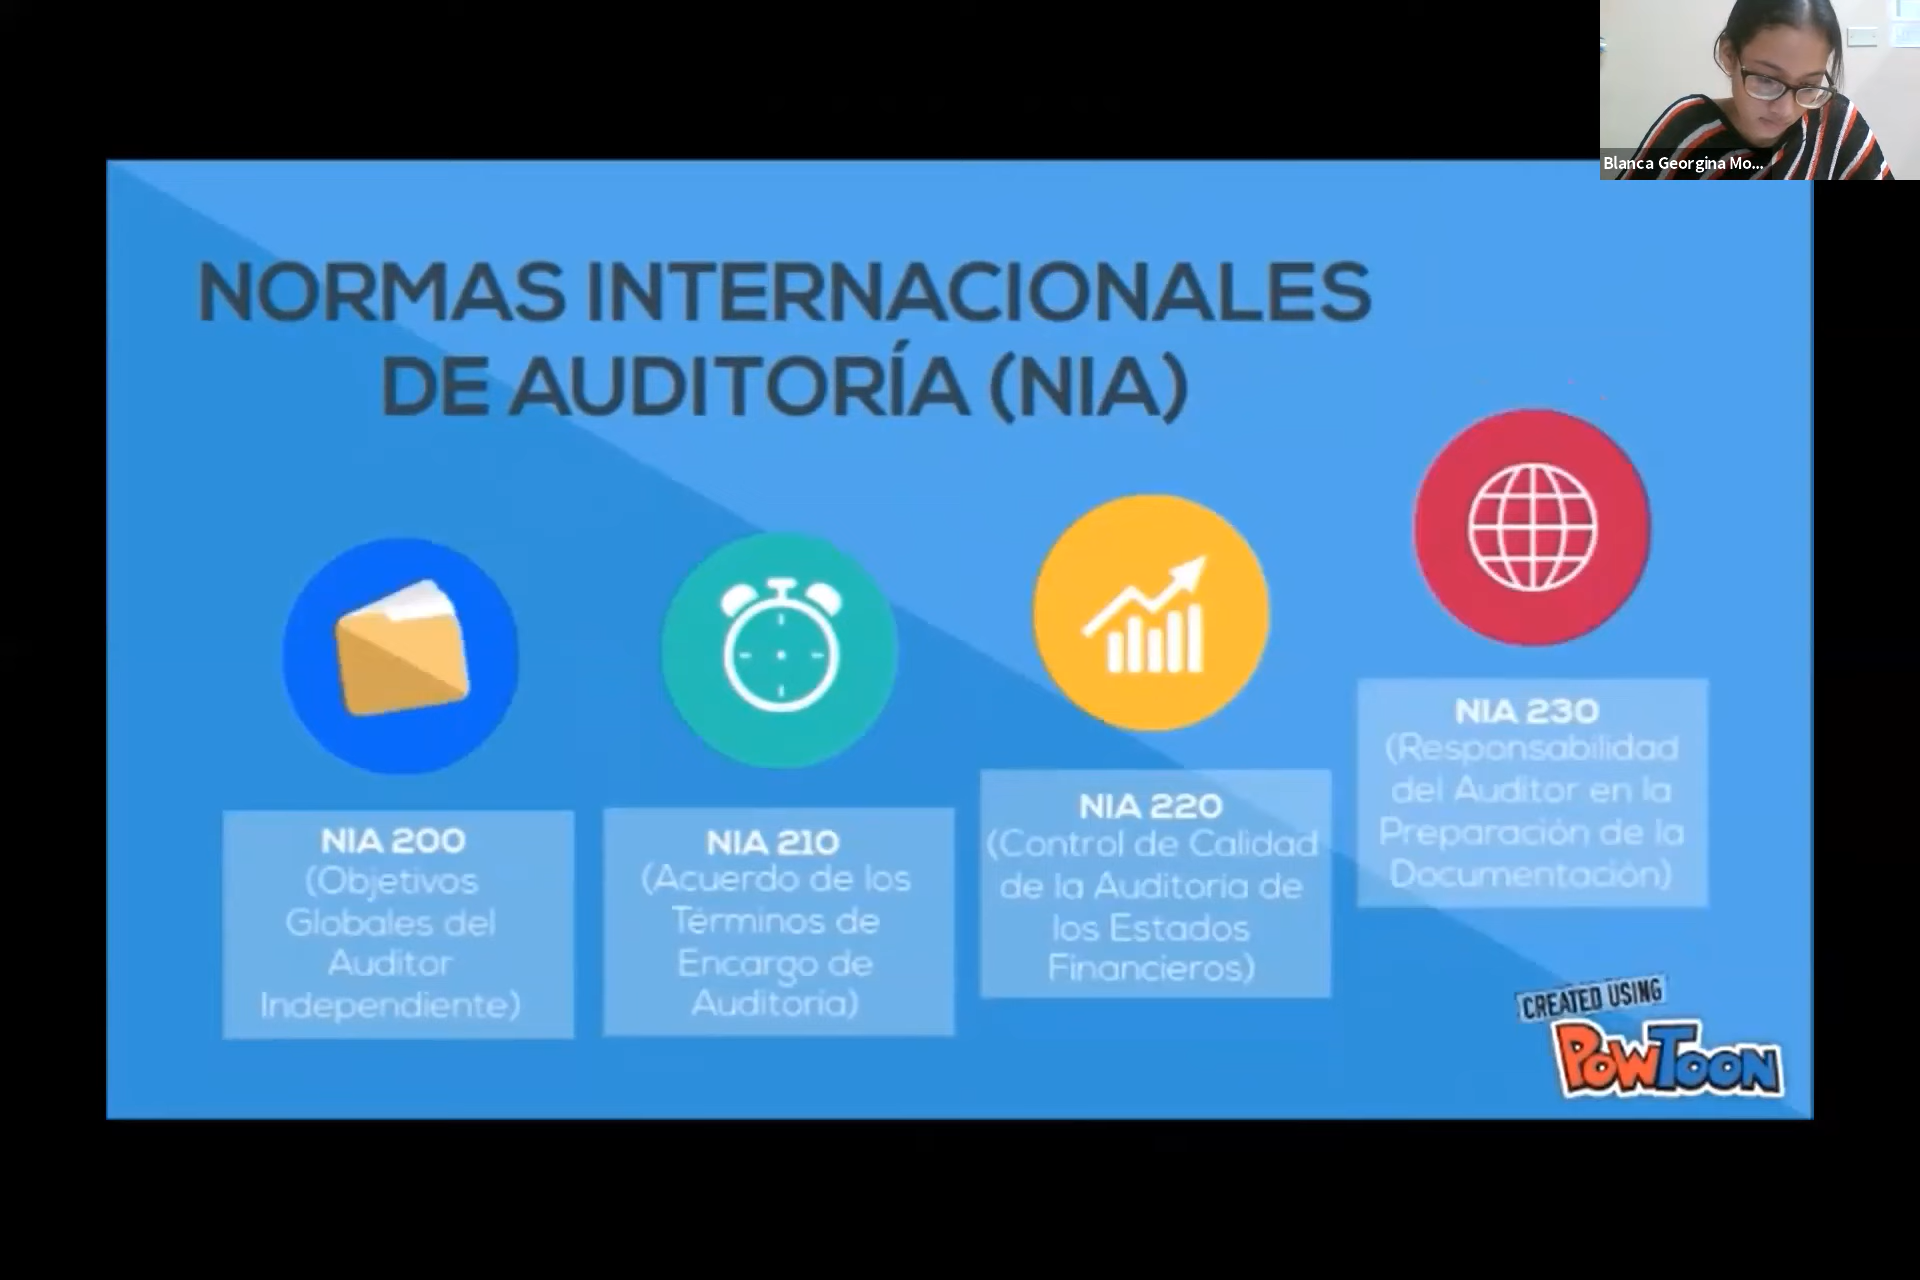 Blanca Georgina Mo...
NORMAS INTERNACIONALES
DE AUDITORÍA (NIA)
NIA 200
(Objetivos
Globales del
Auditor
Independiente)
NIA 210
(Acuerdo de los
Términos de
Encargo de
Auditoría)
NIA 220
(Control de Calidad
de la Auditoría de
los Estados
Financieros)
NIA 230
(Responsabilidad
del Auditor en la
Preparación de la
Documentación)
CREATED USING
POWTOON